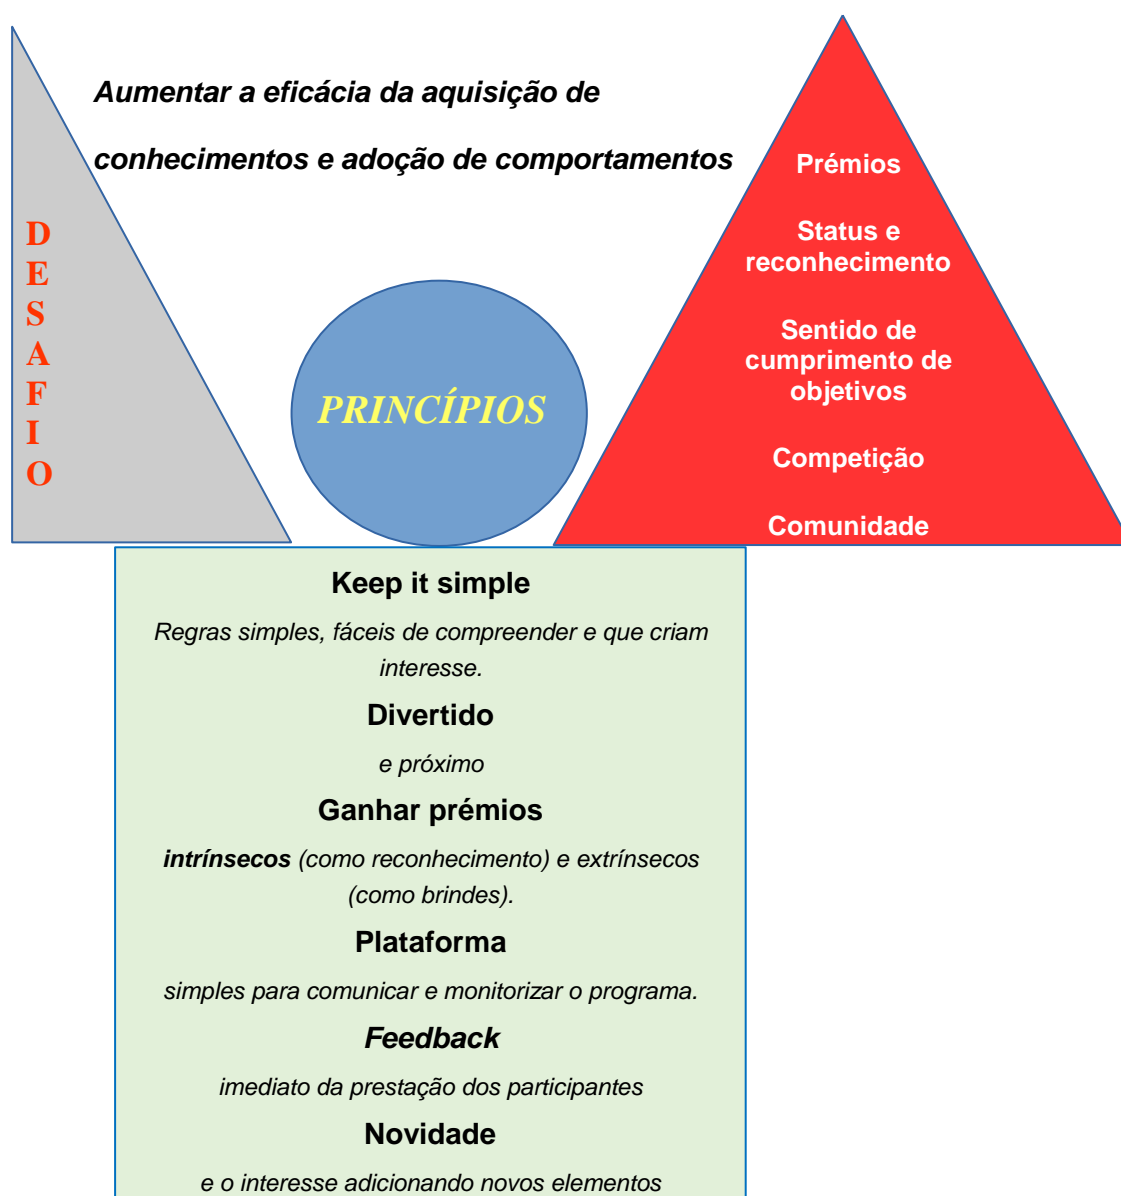 Aumentar a eficácia da aquisição de
conhecimentos e adoção de comportamentos
D
E
S
A
F
I
O
PRINCÍPIOS
Prémios
Status e
reconhecimento
Sentido de
cumprimento de
objetivos
Competição
Comunidade
Keep it simple
Regras simples, fáceis de compreender e que criam
interesse.
Divertido
e próximo
Ganhar prémios
intrínsecos (como reconhecimento) e extrínsecos
(como brindes).
Plataforma
simples para comunicar e monitorizar o programa.
Feedback
imediato da prestação dos participantes
Novidade
e o interesse adicionando novos elementos